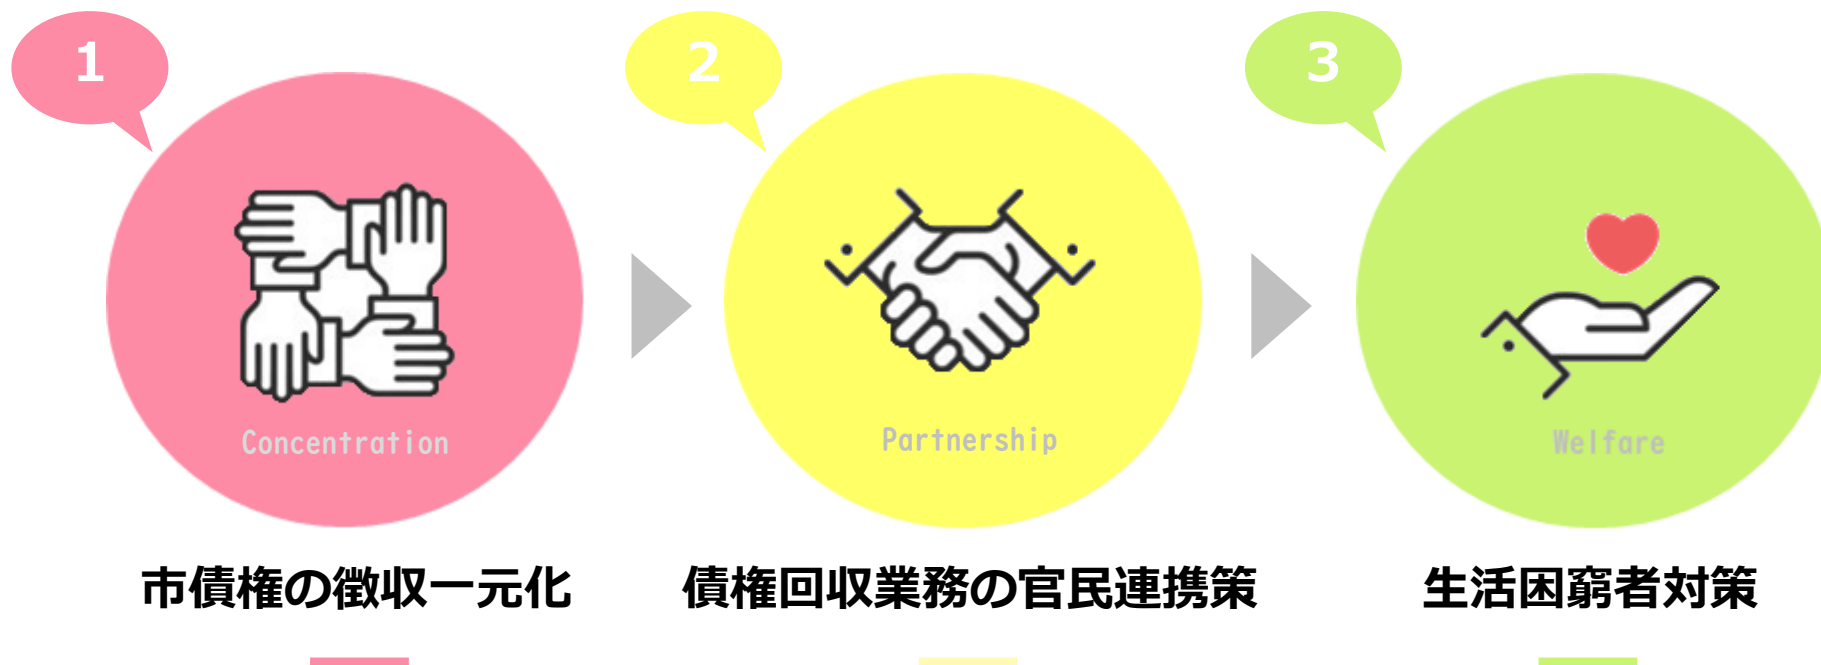 1
2
3
Concentration
Partnership
Welfare
市債権の徴収一元化
債権回収業務の官民連携策
生活困窮者対策